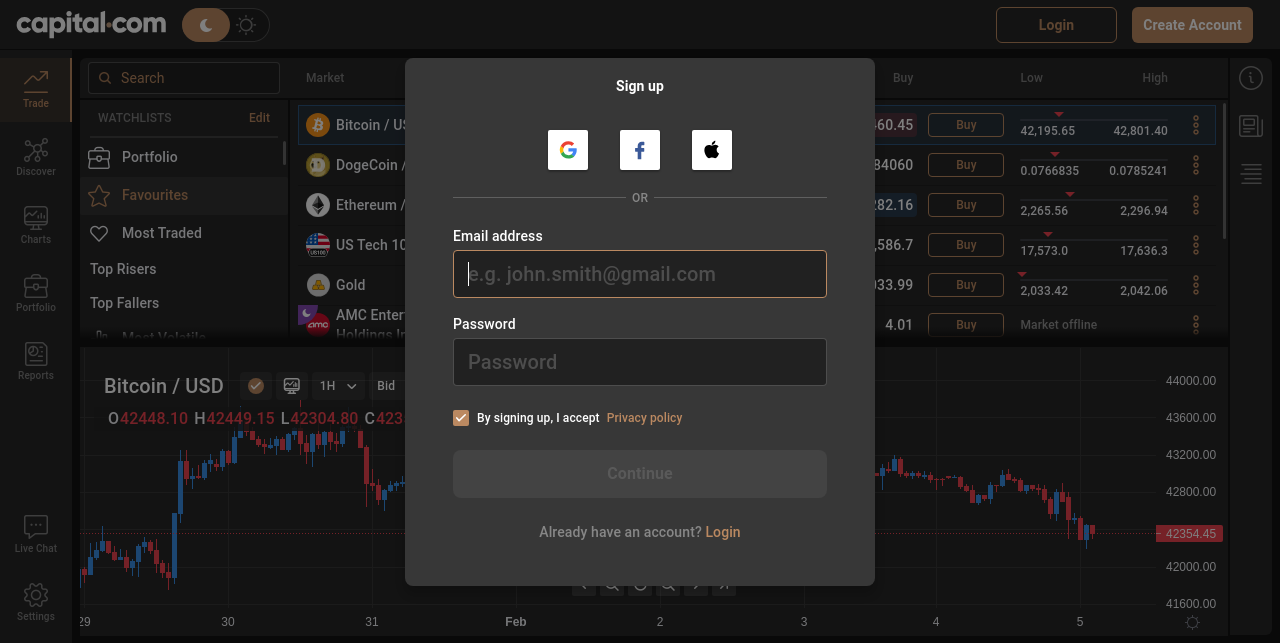 capital.com
Login
Create Account
Trade
Discover
Charts
Portfolio
Reports
Live Chat
Settings
Search
WATCHLISTS Edit
Portfolio
Favourites
Most Traded
Top Risers
Top Fallers
Most Volatile
Market Buy Low High
Bitcoin / US 60.45 Buy 42,195.65 42,801.40
DogeCoin / 84060 Buy 0.0766835 0.0785241
Ethereum / 282.16 Buy 2,265.56 2,296.94
US Tech 10 ,586.7 Buy 17,573.0 17,636.3
Gold 033.99 Buy 2,033.42 2,042.06
AMC Enter
Holdings In 4.01 Buy Market offline
US100
amc
Sign up
OR
Email address
e.g. john.smith@gmail.com
Password
Password
By signing up, I accept Privacy policy
Continue
Already have an account? Login
Bitcoin / USD 1H Bid
O42448.10 H42449.15 L42304.80 C423
44000.00
43600.00
43200.00
42800.00
42354.45
42000.00
41600.00
29 30 31 Feb 2 3 4 5